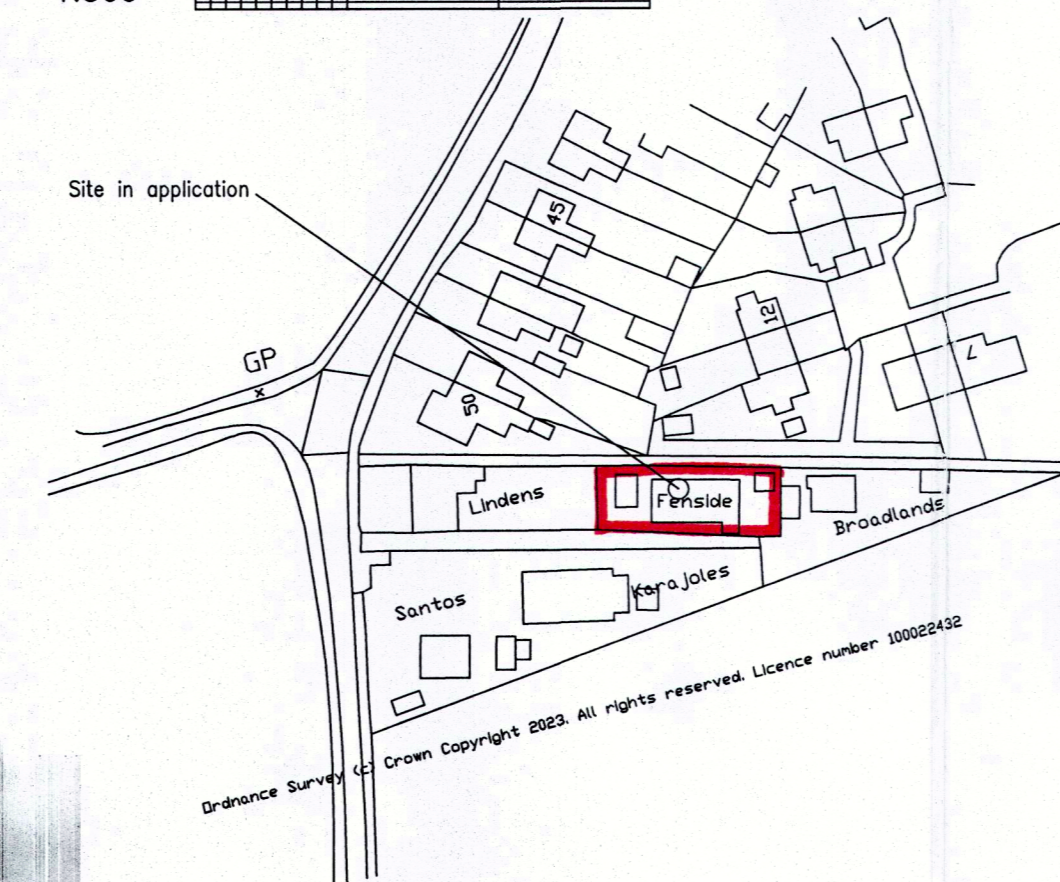 Site in application
45
GP
12
7
50
Lindens
Fenside
Broadlands
Santos
Karajoles
Ordnance Survey (c) Crown Copyright 2023. All rights reserved. Licence number 100022432